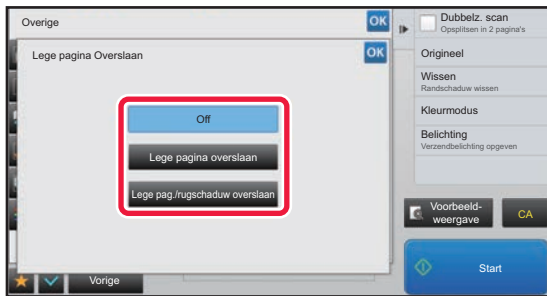 Overige
OK
Lege pagina Overslaan
OK
Off
Lege pagina overslaan
Lege pag./rugschaduw overslaan
Vorige
Dubbelz. scan
Opsplitsen in 2 pagina's
Origineel
Wissen
Randschaduw wissen
Kleurmodus
Belichting
Verzendbelichting opgeven
Voorbeeld-
weergave
CA
Start